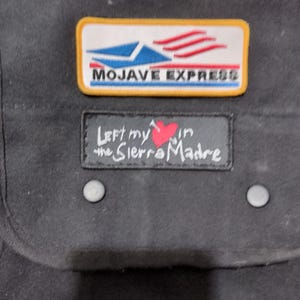 MOJAVE EXPRESS
Left my in
the Sierra Madre